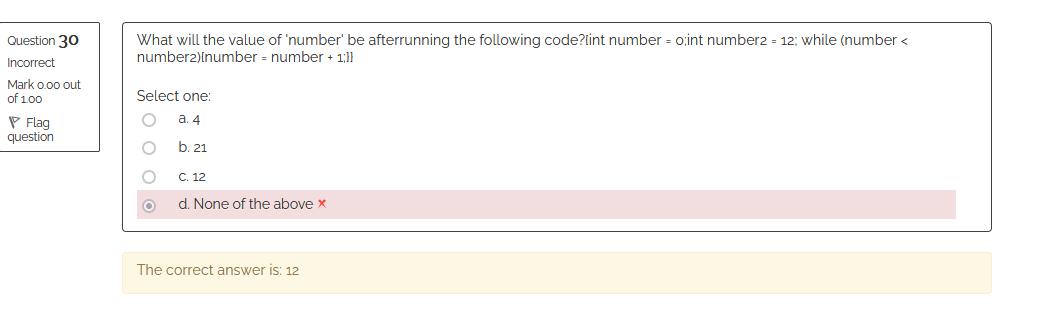 Question 30
Incorrect
Mark 0.00 out
of 1.00
Flag
question
What will the value of 'number' be afterrunning the following code?{int number = 0;int number2 = 12; while (number <
number2){number = number + 1;}}
Select one:
a. 4
b. 21
c. 12
d. None of the above
The correct answer is: 12